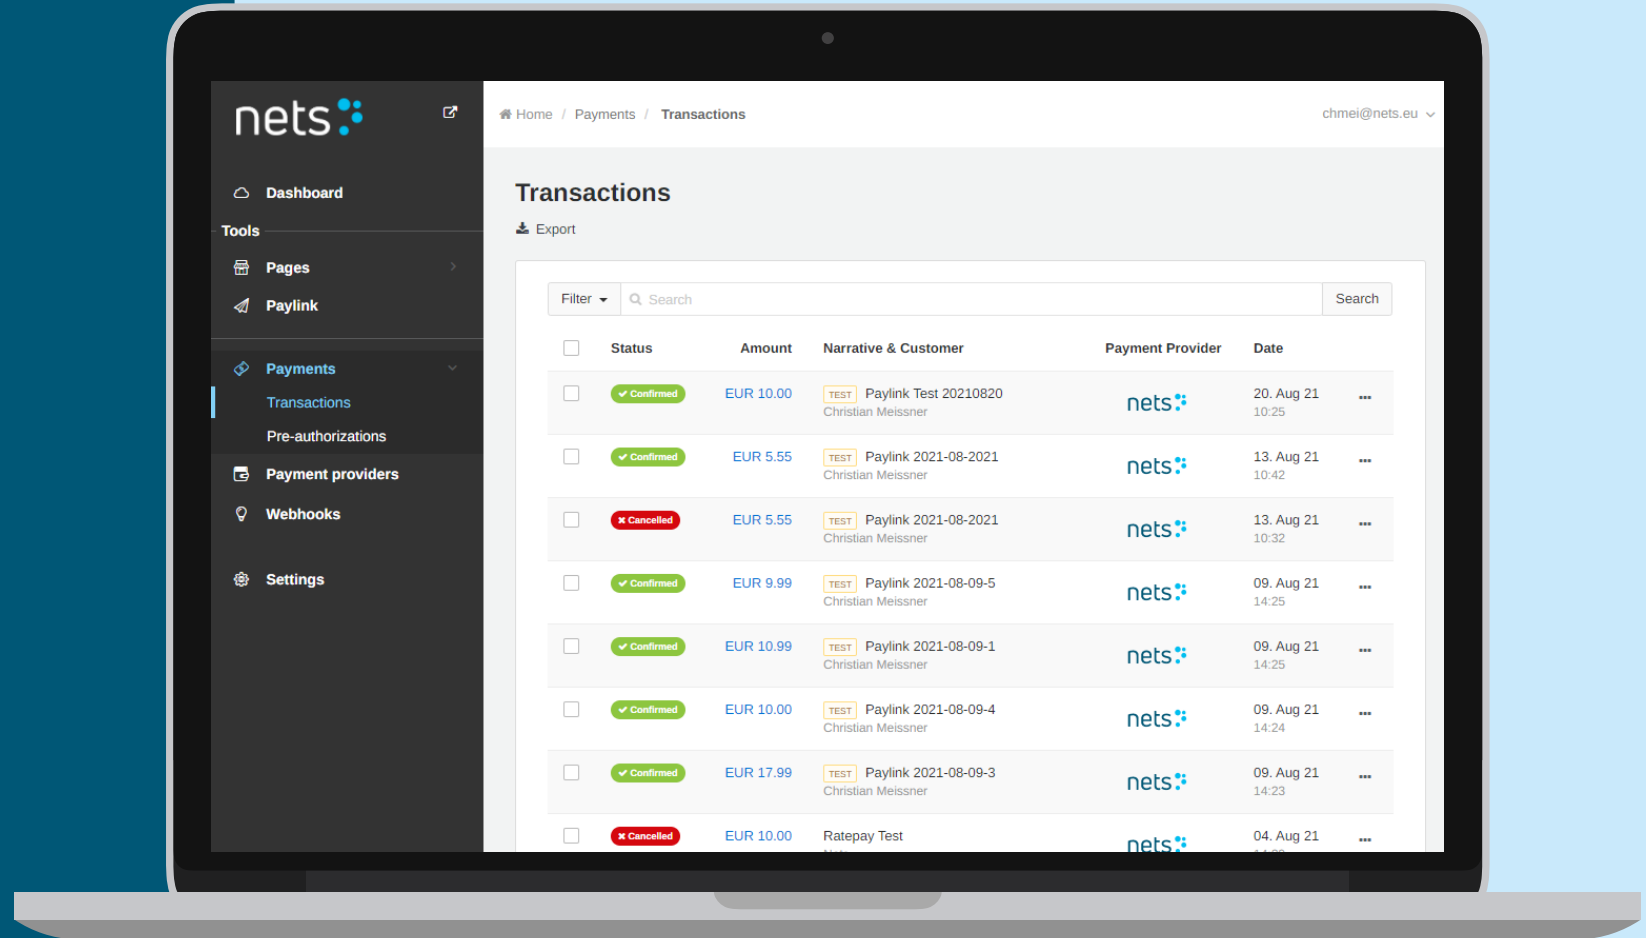 nets
Home / Payments / Transactions
chmei@nets.eu
Dashboard
Tools
Pages
Paylink
Payments
Transactions
Pre-authorizations
Payment providers
Webhooks
Settings
Transactions
Export
Filter Search Search
Status Amount Narrative & Customer Payment Provider Date
Confirmed EUR 10.00 TEST Paylink Test 20210820 nets 20. Aug 21
Christian Meissner 10:25
Confirmed EUR 5.55 TEST Paylink 2021-08-2021 nets 13. Aug 21
Christian Meissner 10:42
Cancelled EUR 5.55 TEST Paylink 2021-08-2021 nets 13. Aug 21
Christian Meissner 10:32
Confirmed EUR 9.99 TEST Paylink 2021-08-09-5 nets 09. Aug 21
Christian Meissner 14:25
Confirmed EUR 10.99 TEST Paylink 2021-08-09-1 nets 09. Aug 21
Christian Meissner 14:25
Confirmed EUR 10.00 TEST Paylink 2021-08-09-4 nets 09. Aug 21
Christian Meissner 14:24
Confirmed EUR 17.99 TEST Paylink 2021-08-09-3 nets 09. Aug 21
Christian Meissner 14:23
Cancelled EUR 10.00 Ratepay Test nets 04. Aug 21